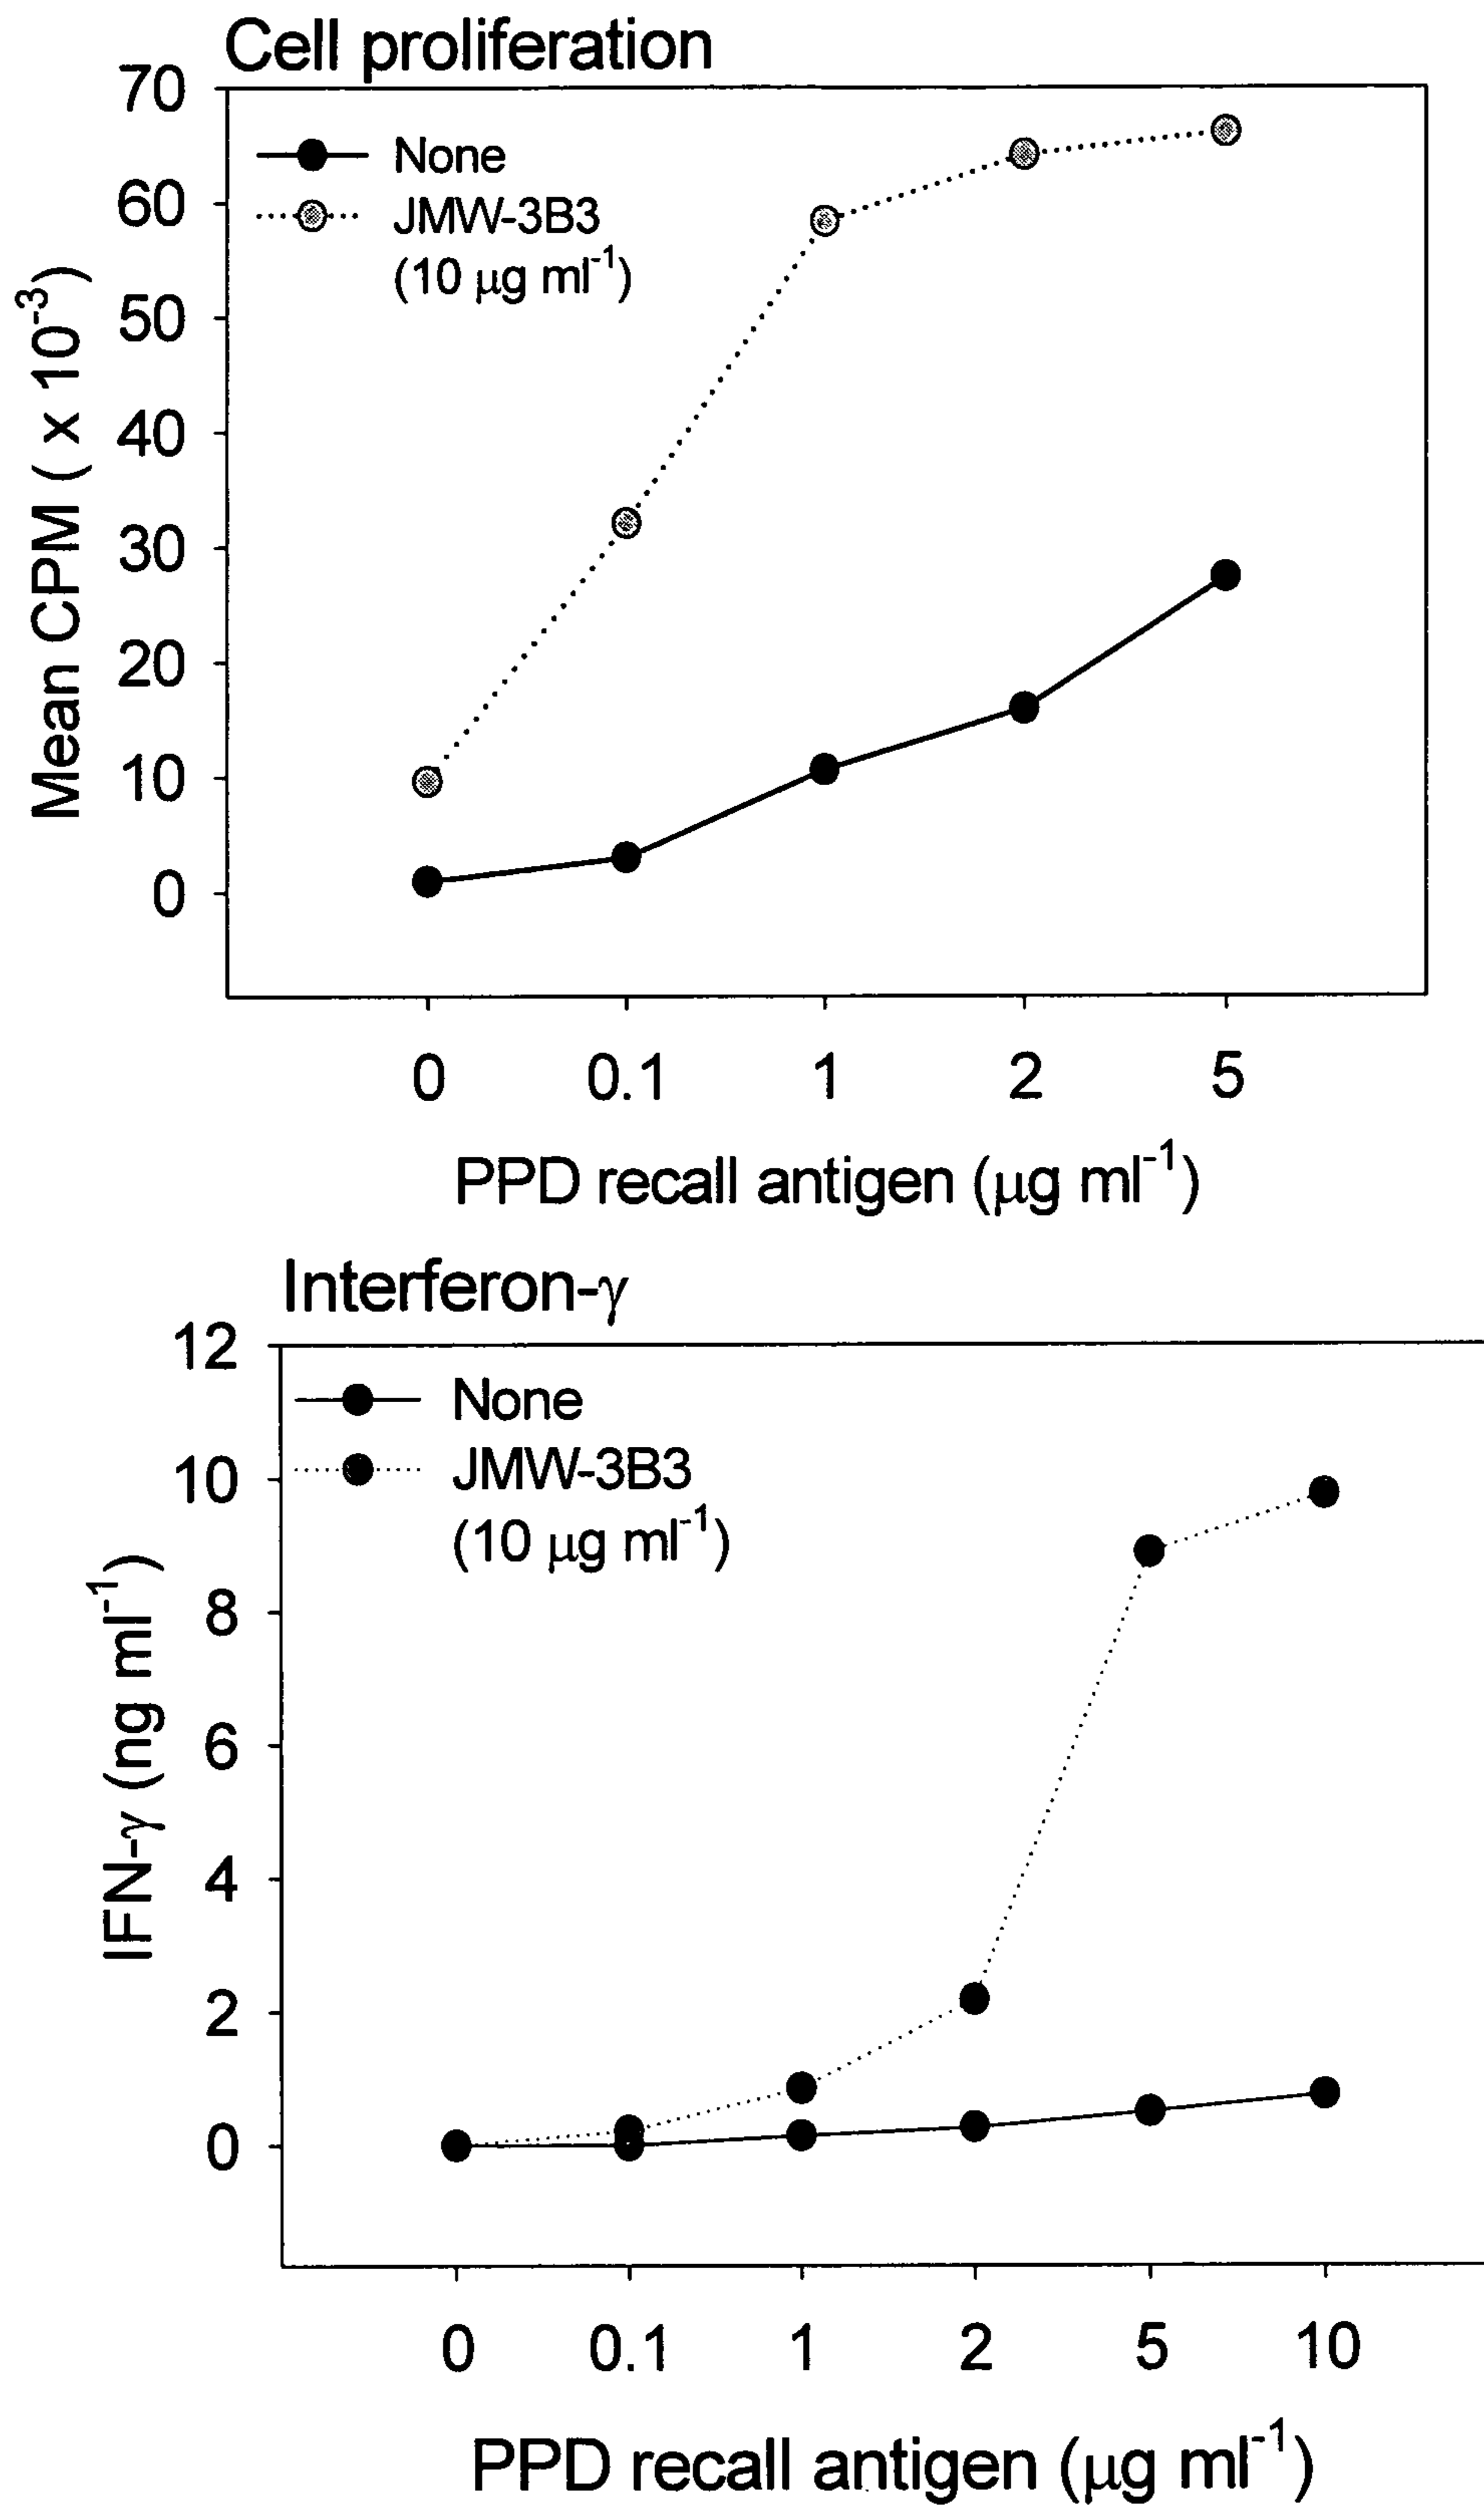 Cell proliferation
70
60
50
40
30
20
10
0
Mean CPM ( x 10⁻³)
None
JMW-3B3
(10 μg ml⁻¹)
0 0.1 1 2 5
PPD recall antigen (μg ml⁻¹)
Interferon-γ
12
10
8
6
4
2
0
IFN-γ (ng ml⁻¹)
None
JMW-3B3
(10 μg ml⁻¹)
0 0.1 1 2 5 10
PPD recall antigen (μg ml⁻¹)